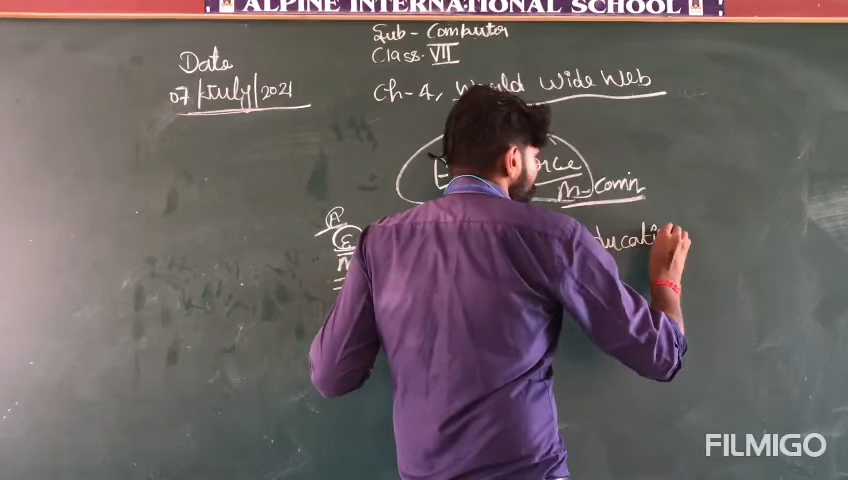 ALPINE INTERNATIONAL SCHOOL
Sub - Computer
Class. VII
Date
07/July/2021
Ch-4, World Wide Web
M-Comm
FILMIGO